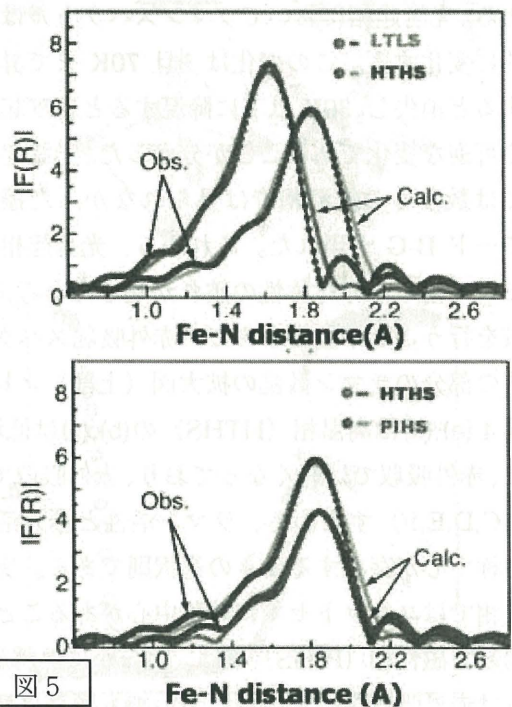 8
6
4
2
0
|F(R)|
LTLS
HTHS
Obs.
Calc.
1.0 1.4 1.8 2.2 2.6
Fe-N distance(A)
8
6
4
2
0
|F(R)|
HTHS
PIHS
Obs.
Calc.
1.0 1.4 1.8 2.2 2.6
Fe-N distance (A)
図5